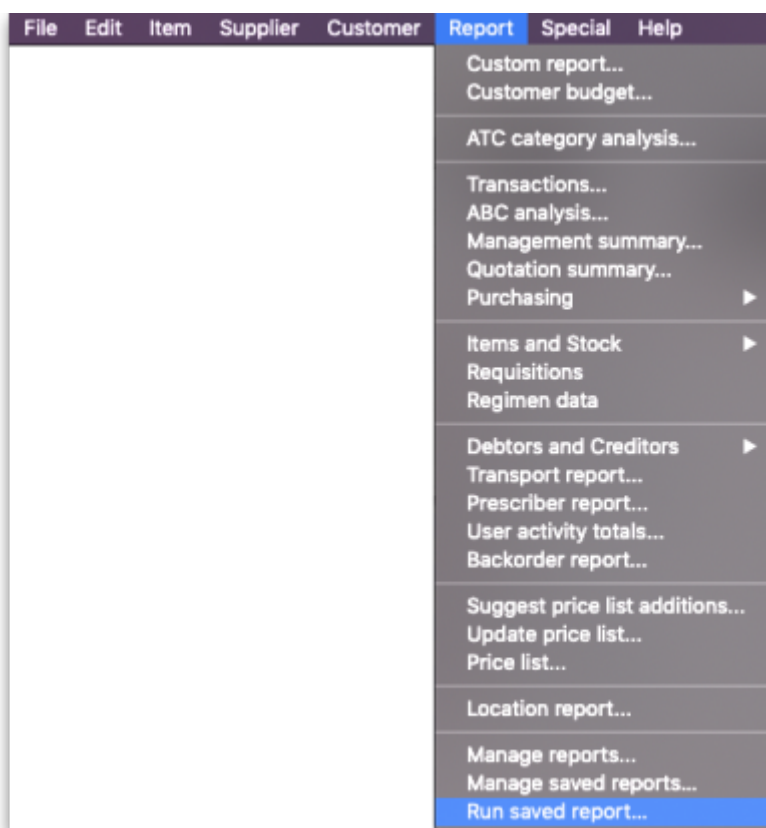 File Edit Item Supplier Customer Report Special Help
Custom report...
Customer budget...
ATC category analysis...
Transactions...
ABC analysis...
Management summary...
Quotation summary...
Purchasing
Items and Stock
Requisitions
Regimen data
Debtors and Creditors
Transport report...
Prescriber report...
User activity totals...
Backorder report...
Suggest price list additions...
Update price list...
Price list...
Location report...
Manage reports...
Manage saved reports...
Run saved report...